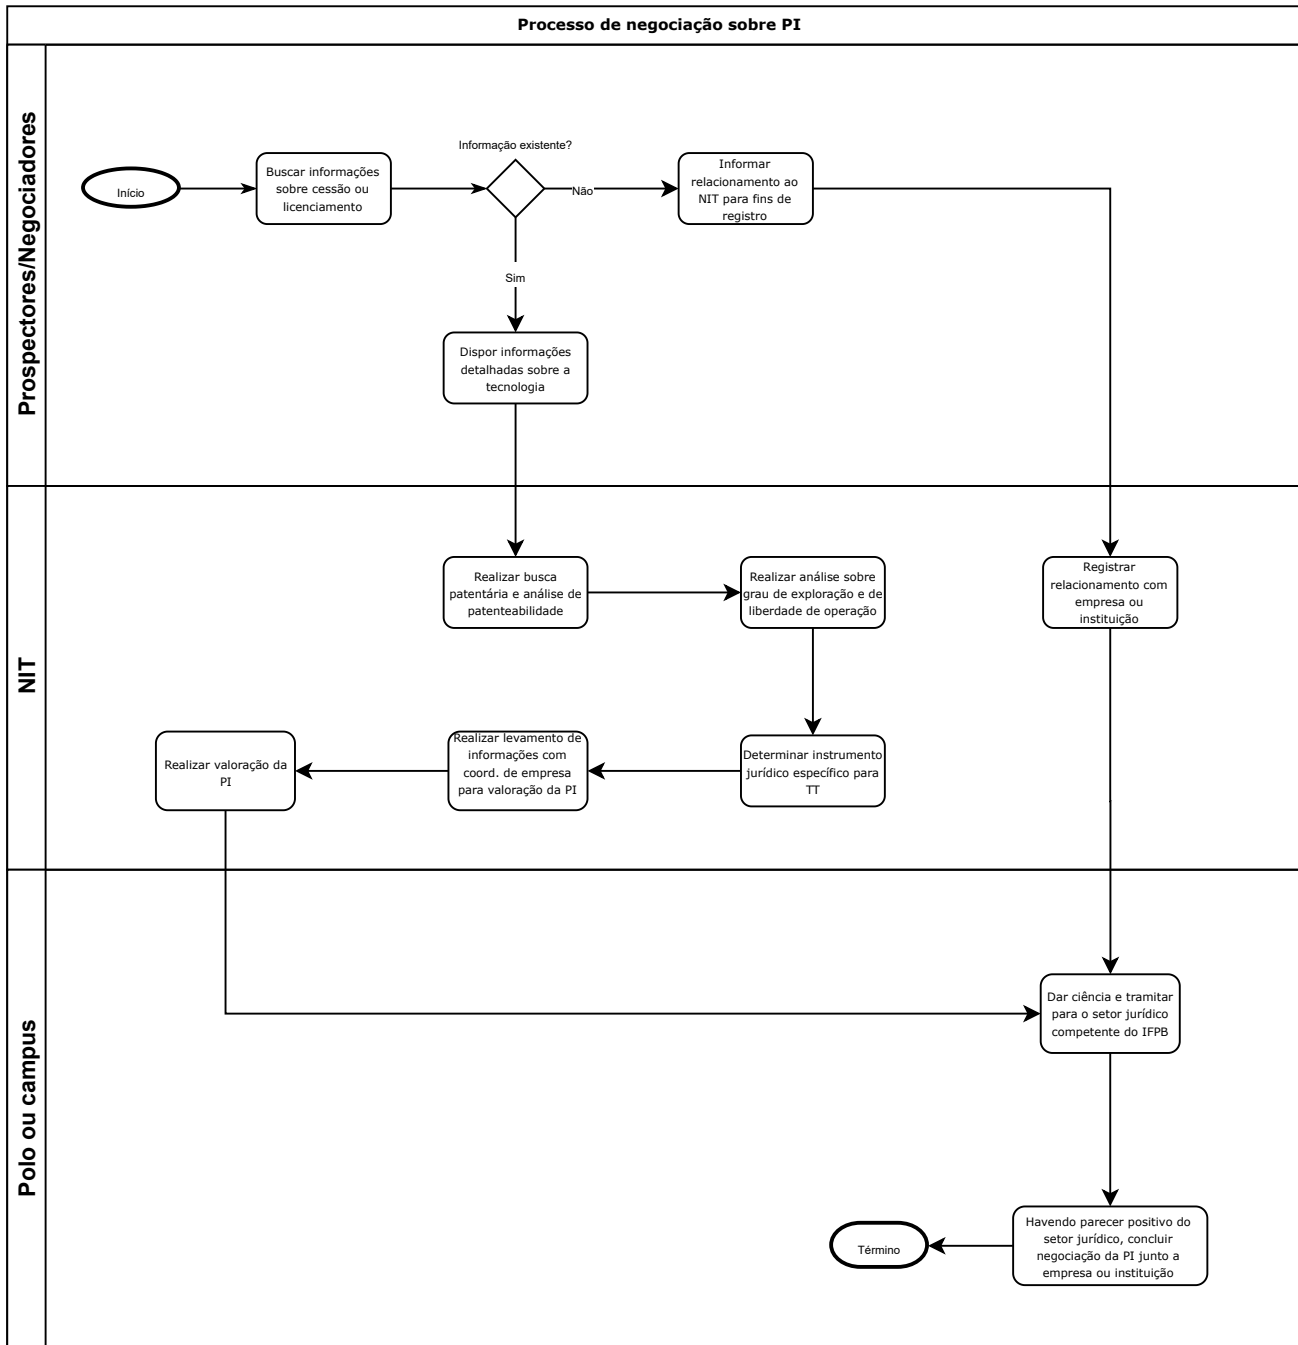 Processo de negociação sobre PI
Prospectores/Negociadores
Início
Buscar informações
sobre cessão ou
licenciamento
Informação existente?
Não
Informar
relacionamento ao
NIT para fins de
registro
Sim
Dispor informações
detalhadas sobre a
tecnologia
NIT
Realizar busca
patentária e análise de
patenteabilidade
Realizar análise sobre
grau de exploração e de
liberdade de operação
Registrar
relacionamento com
empresa ou
instituição
Realizar valoração da
PI
Realizar levamento de
informações com
coord. de empresa
para valoração da PI
Determinar instrumento
jurídico específico para
TT
Polo ou campus
Dar ciência e tramitar
para o setor jurídico
competente do IFPB
Havendo parecer positivo do
setor jurídico, concluir
negociação da PI junto a
empresa ou instituição
Término